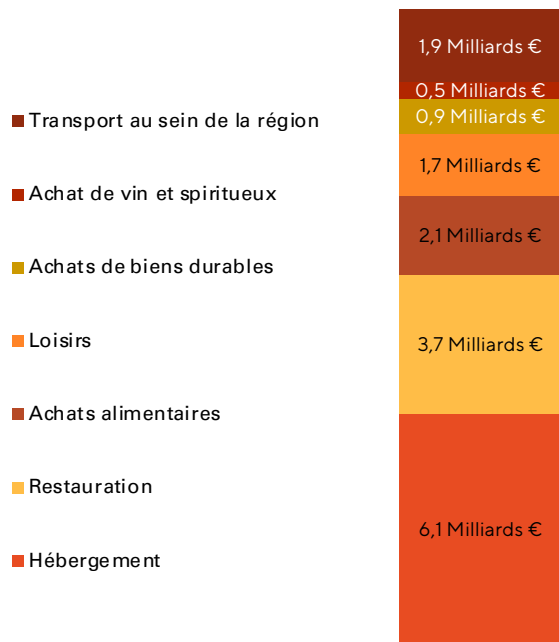 1,9 Milliards €
0,5 Milliards €
0,9 Milliards €
Transport au sein de la région
1,7 Milliards €
Achat de vin et spiritueux
2,1 Milliards €
Achats de biens durables
Loisirs
3,7 Milliards €
Achats alimentaires
Restauration
6,1 Milliards €
Hébergement